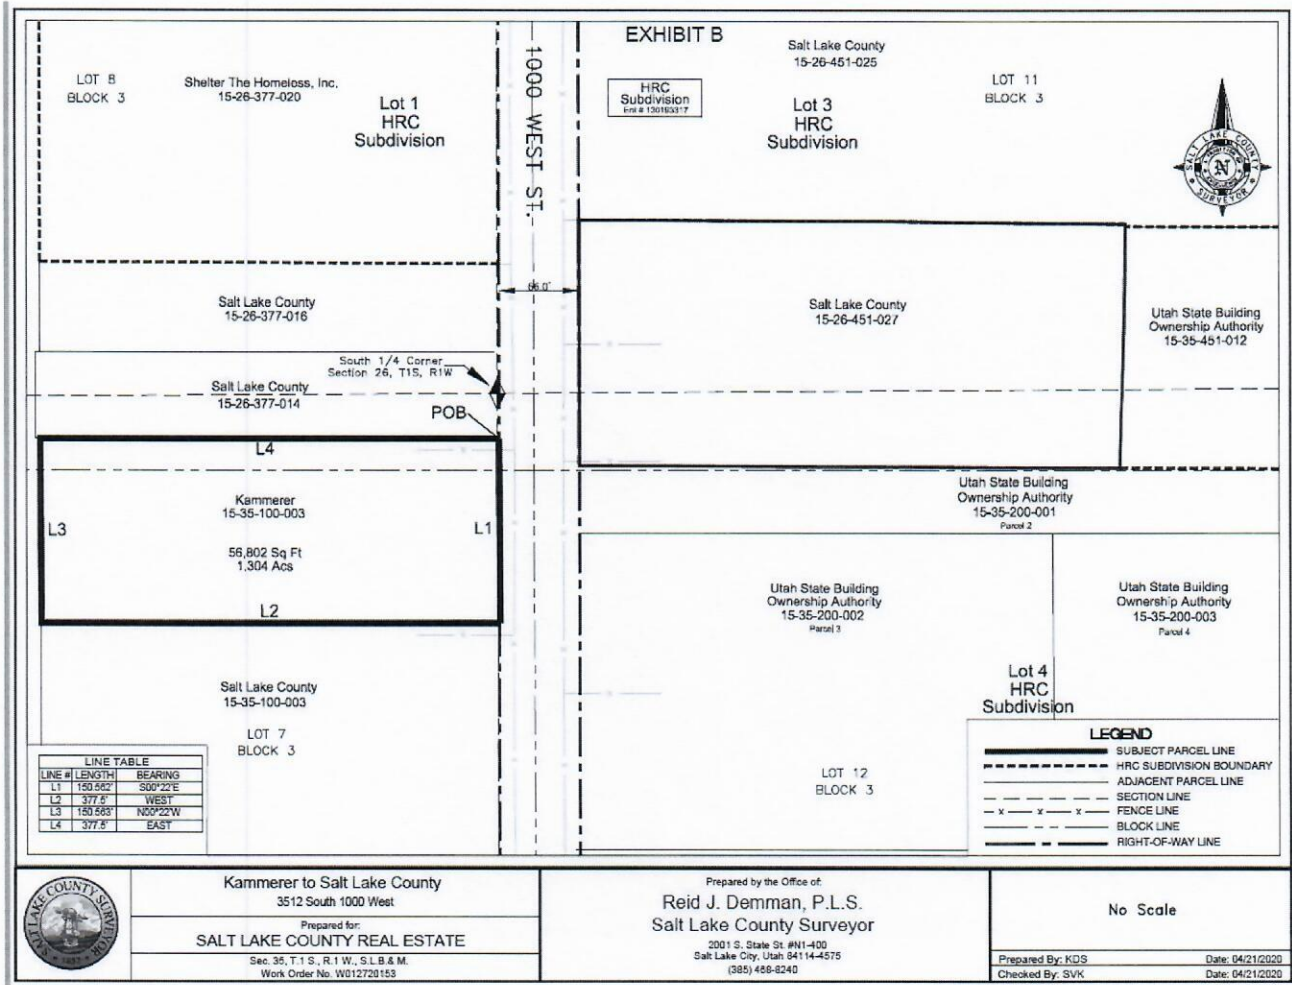 EXHIBIT B
LOT 8
BLOCK 3
Shelter The Homeless, Inc.
15-26-377-020
Lot 1
HRC
Subdivision
1000 WEST ST.
HRC
Subdivision
Salt Lake County
15-26-451-025
Lot 3
HRC
Subdivision
LOT 11
BLOCK 3
SALT LAKE COUNTY
SURVEYOR
N
Salt Lake County
15-26-377-016
66.0'
Salt Lake County
15-26-451-027
Utah State Building
Ownership Authority
15-35-451-012
South 1/4 Corner
Section 26, T1S, R1W
Salt Lake County
15-26-377-014
POB
L4
Kammerer
15-35-100-003
56,802 Sq Ft
1.304 Acs
L3
L1
L2
Utah State Building
Ownership Authority
15-35-200-001
Parcel 2
Utah State Building
Ownership Authority
15-35-200-002
Parcel 3
Utah State Building
Ownership Authority
15-35-200-003
Parcel 4
Salt Lake County
15-35-100-003
LOT 7
BLOCK 3
Lot 4
HRC
Subdivision
LOT 12
BLOCK 3
LINE TABLE
LINE # LENGTH BEARING
L1 150.562' S00°22'E
L2 377.5' WEST
L3 150.563' N00°22'W
L4 377.5' EAST
LEGEND
SUBJECT PARCEL LINE
HRC SUBDIVISION BOUNDARY
ADJACENT PARCEL LINE
SECTION LINE
x x x FENCE LINE
BLOCK LINE
RIGHT-OF-WAY LINE
SALT LAKE COUNTY SURVEYOR
Kammerer to Salt Lake County
3512 South 1000 West
Prepared for:
SALT LAKE COUNTY REAL ESTATE
Sec. 35, T.1 S., R.1 W., S.L.B.& M.
Work Order No. W012720153
Prepared by the Office of:
Reid J. Demman, P.L.S.
Salt Lake County Surveyor
2001 S. State St. #N1-400
Salt Lake City, Utah 84114-4575
(385) 468-8240
No Scale
Prepared By: KDS Date: 04/21/2020
Checked By: SVK Date: 04/21/2020